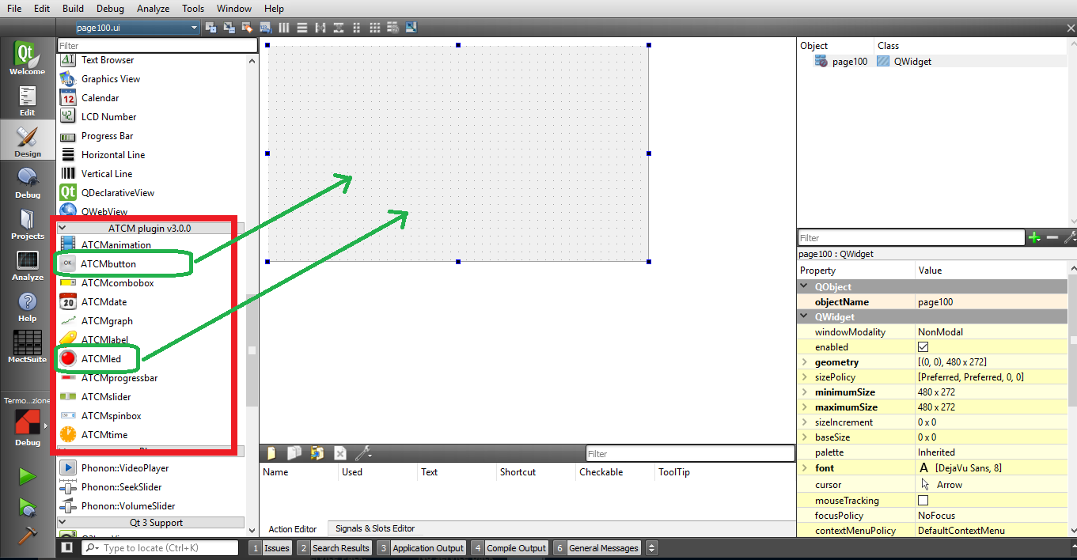 File Edit Build Debug Analyze Tools Window Help
page100.ui
Welcome
Edit
Design
Debug
Projects
Analyze
Help
MectSuite
Termo...zione
Debug
Filter
Text Browser
Graphics View
Calendar
LCD Number
Progress Bar
Horizontal Line
Vertical Line
QDeclarativeView
QWebView
ATCM plugin v3.0.0
ATCManimation
ATCMbutton
ATCMcombobox
ATCMdate
ATCMgraph
ATCMlabel
ATCMled
ATCMprogressbar
ATCMslider
ATCMspinbox
ATCMtime
Phonon::VideoPlayer
Phonon::SeekSlider
Phonon::VolumeSlider
Qt 3 Support
Filter
Name Used Text Shortcut Checkable ToolTip
Action Editor Signals & Slots Editor
Object Class
page100 QWidget
Filter
page100 : QWidget
Property Value
QObject
objectName page100
QWidget
windowModality NonModal
enabled
geometry [(0, 0), 480 x 272]
sizePolicy [Preferred, Preferred, 0, 0]
minimumSize 480 x 272
maximumSize 480 x 272
sizeIncrement 0 x 0
baseSize 0 x 0
palette Inherited
font A [DejaVu Sans, 8]
cursor Arrow
mouseTracking
focusPolicy NoFocus
contextMenuPolicy DefaultContextMenu
Type to locate (Ctrl+K) 1 Issues 2 Search Results 3 Application Output 4 Compile Output 6 General Messages